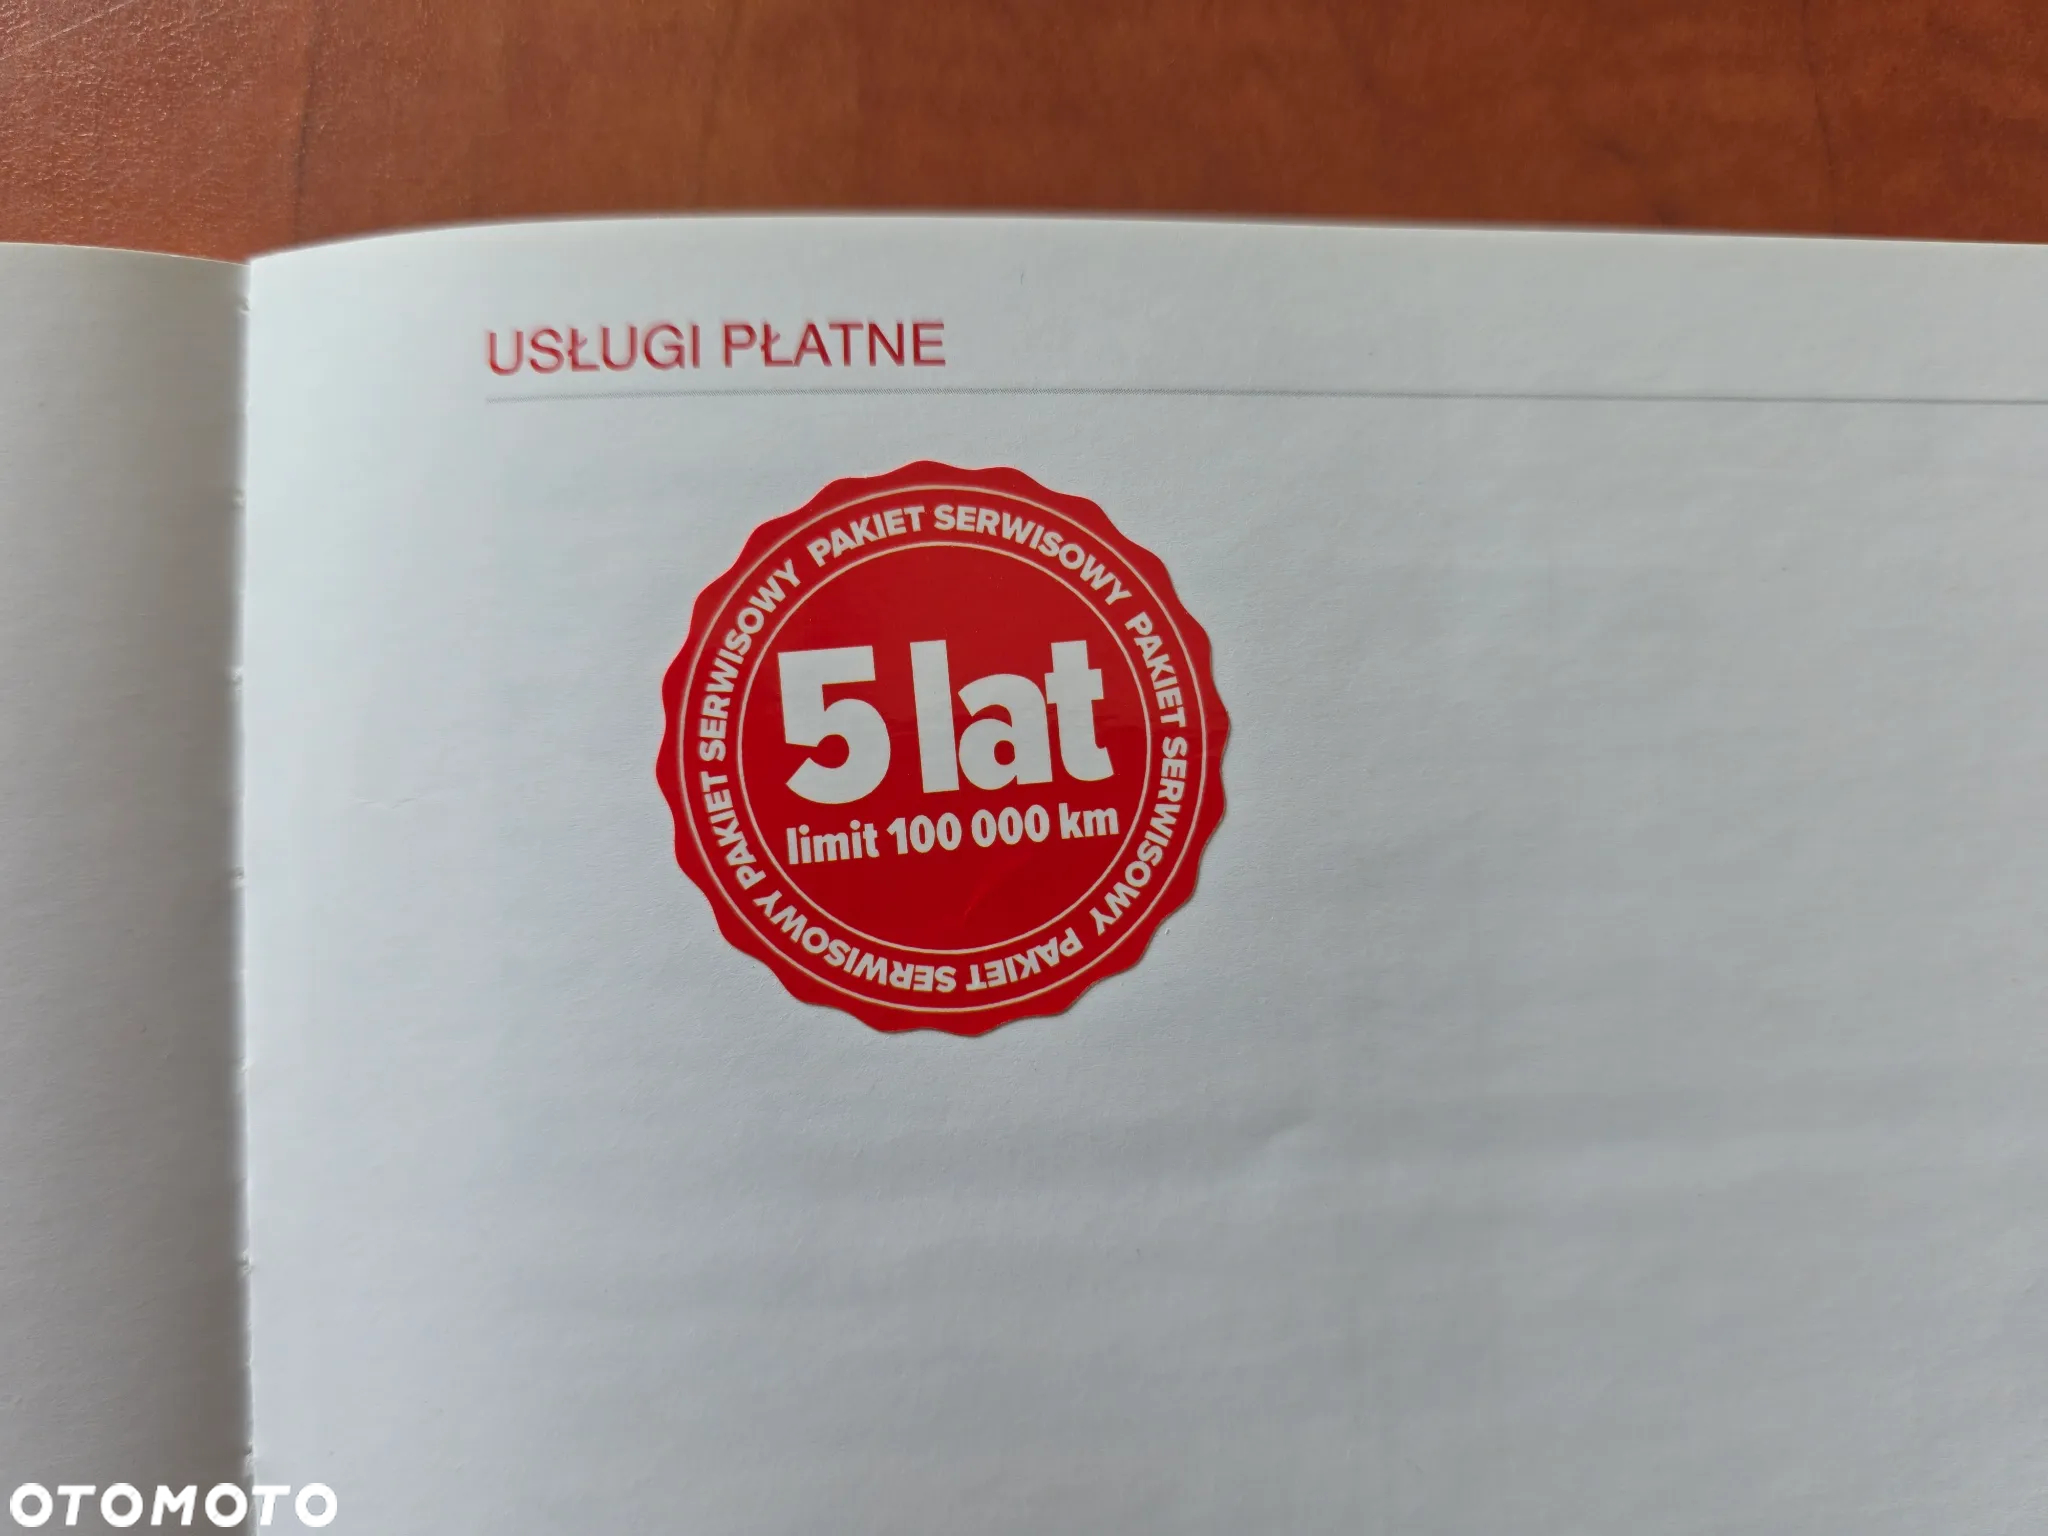 USŁUGI PŁATNE
PAKIET SERWISOWY PAKIET SERWISOWY PAKIET SERWISOWY PAKIET SERWISOWY
5 lat
limit 100 000 km
OTOMOTO